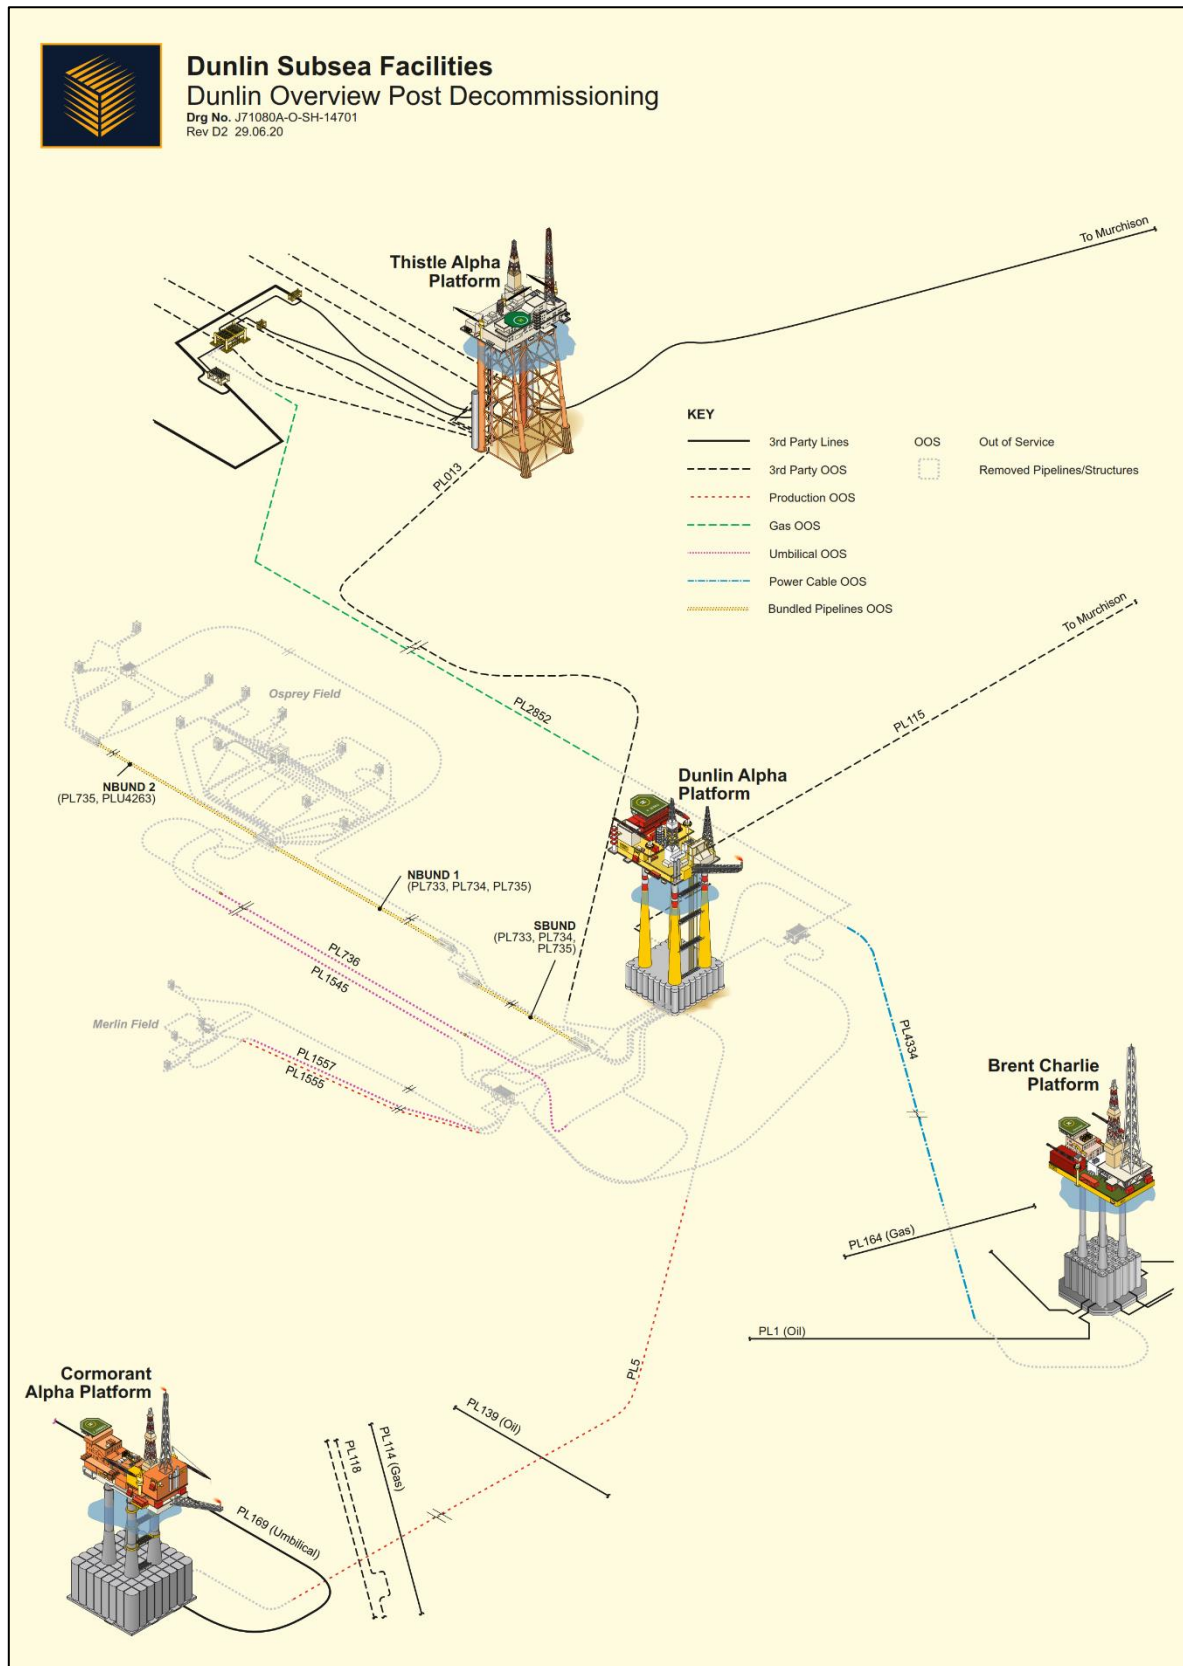 Dunlin Subsea Facilities
Dunlin Overview Post Decommissioning
Drg No. J71080A-O-SH-14701
Rev D2 29.06.20
To Murchison
Thistle Alpha
Platform
KEY
3rd Party Lines
OOS
Out of Service
3rd Party OOS
Removed Pipelines/Structures
Production OOS
Gas OOS
Umbilical OOS
Power Cable OOS
Bundled Pipelines OOS
PL013
To Murchison
Osprey Field
PL2852
PL115
NBUND 2
(PL735, PLU4263)
Dunlin Alpha
Platform
NBUND 1
(PL733, PL734, PL735)
SBUND
(PL733, PL734,
PL735)
PL736
PL1545
Merlin Field
PL1557
PL1555
PL4334
Brent Charlie
Platform
PL164 (Gas)
PL1 (Oil)
PL5
Cormorant
Alpha Platform
PL139 (Oil)
PL114 (Gas)
PL118
PL169 (Umbilical)